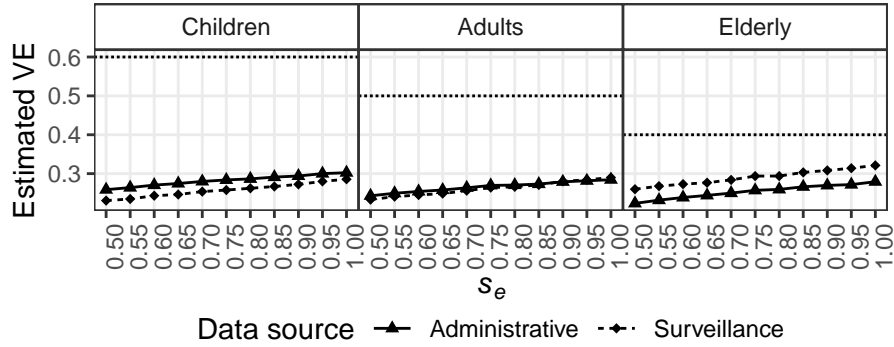 Children Adults Elderly
Estimated VE
0.6
0.5
0.4
0.3
0.50 0.55 0.60 0.65 0.70 0.75 0.80 0.85 0.90 0.95 1.00 0.50 0.55 0.60 0.65 0.70 0.75 0.80 0.85 0.90 0.95 1.00 0.50 0.55 0.60 0.65 0.70 0.75 0.80 0.85 0.90 0.95 1.00
s_e
Data source Administrative Surveillance